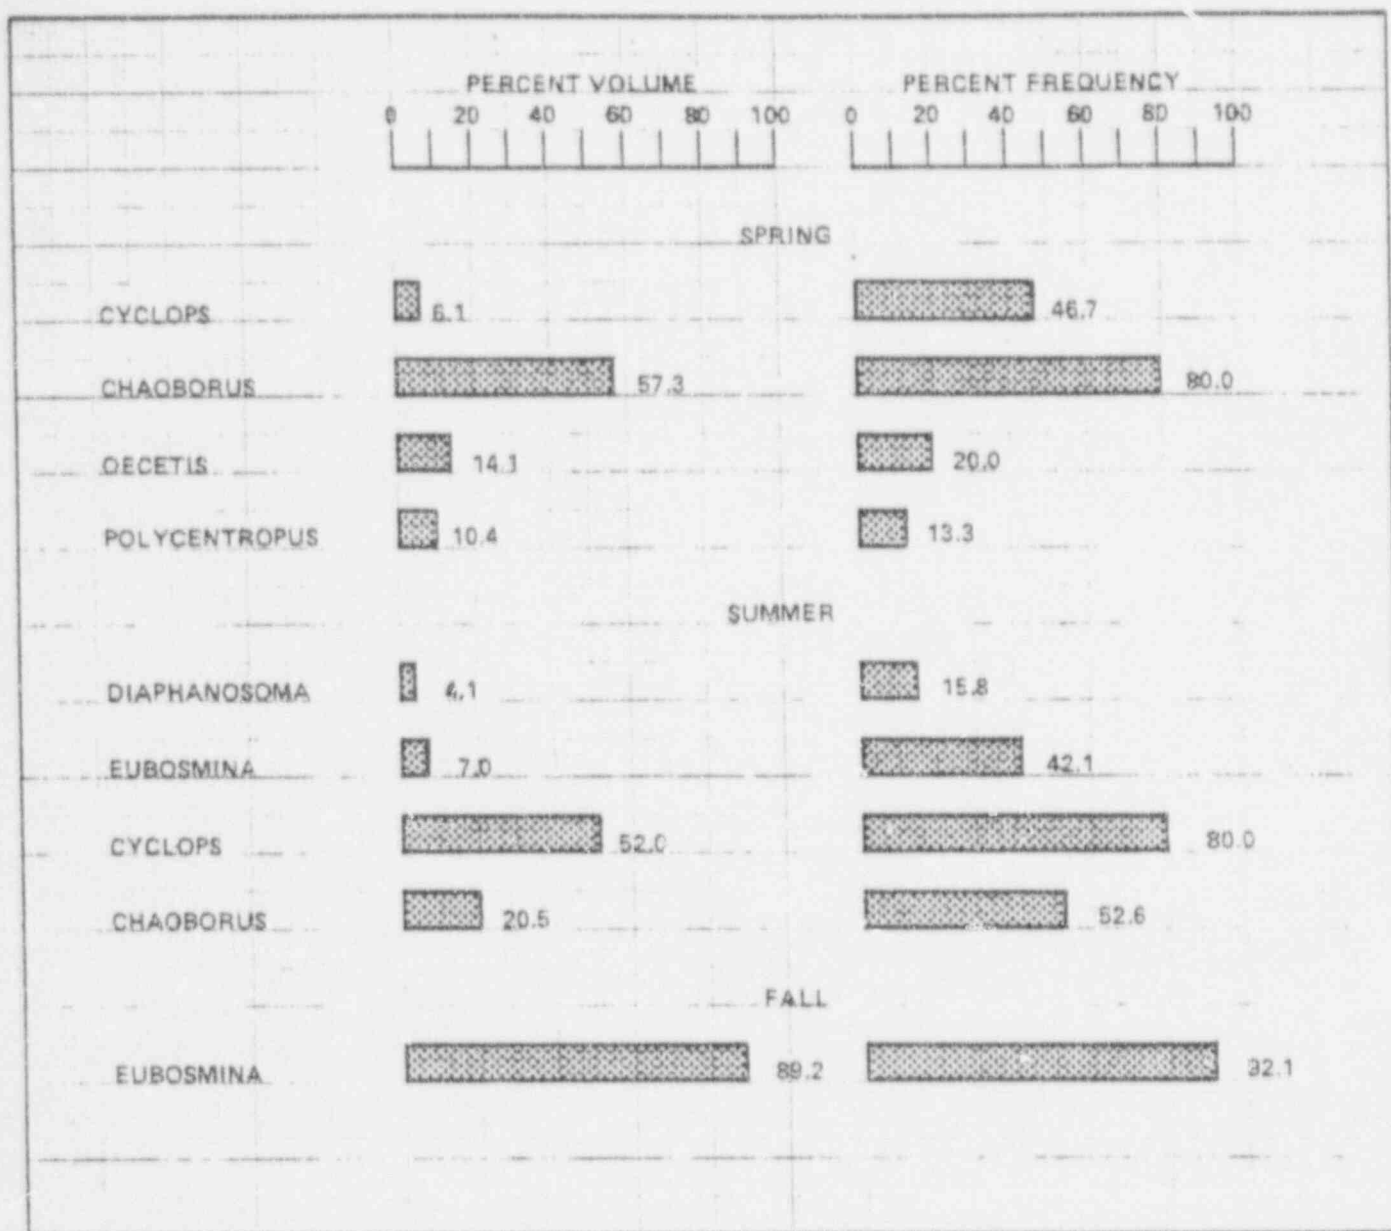 PERCENT VOLUME PERCENT FREQUENCY
0 20 40 60 80 100 0 20 40 60 80 100
SPRING
CYCLOPS 6.1 46.7
CHAOBORUS 57.3 80.0
OECETIS 14.1 20.0
POLYCENTROPUS 10.4 13.3
SUMMER
DIAPHANOSOMA 4.1 15.8
EUBOSMINA 7.0 42.1
CYCLOPS 52.0 80.0
CHAOBORUS 20.5 52.6
FALL
EUBOSMINA 89.2 92.1